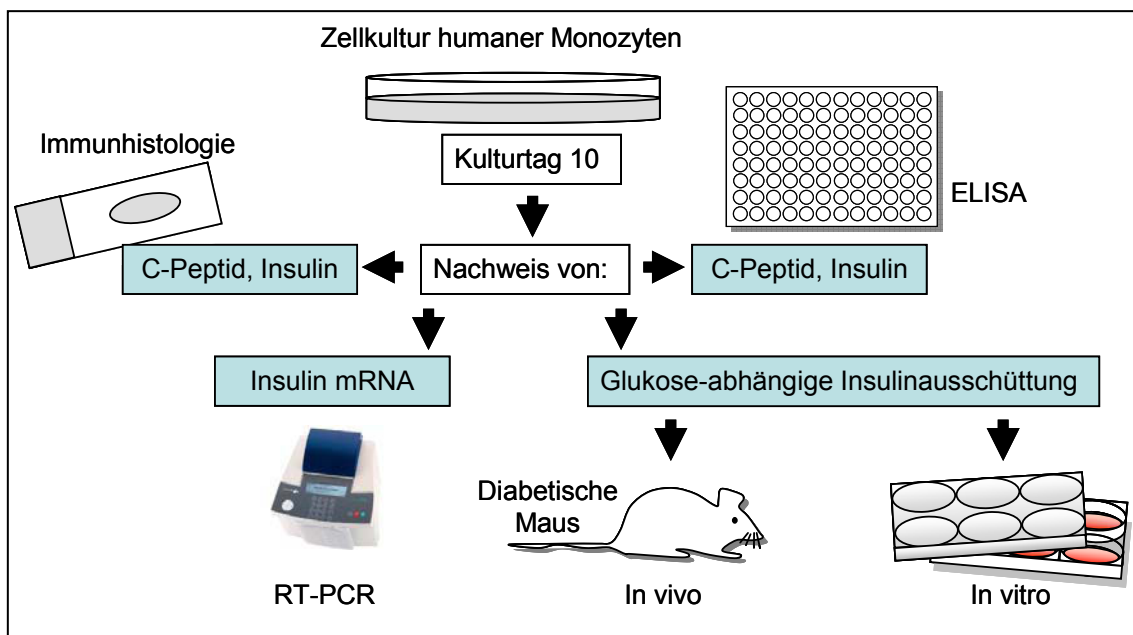 Zellkultur humaner Monozyten
Immunhistologie
Kulturtag 10
ELISA
C-Peptid, Insulin
Nachweis von:
C-Peptid, Insulin
Insulin mRNA
Glukose-abhängige Insulinausschüttung
Diabetische
Maus
RT-PCR
In vivo
In vitro